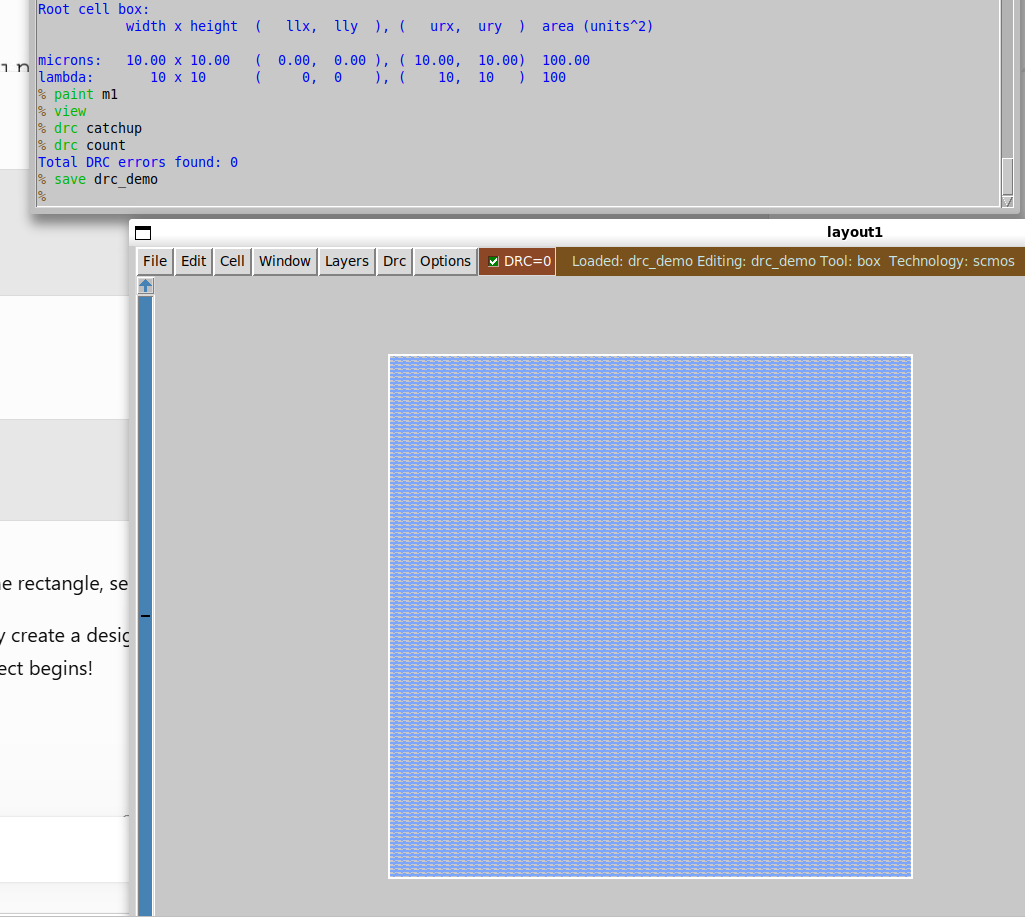 Root cell box:
width x height ( llx, lly ), ( urx, ury ) area (units^2)
microns: 10.00 x 10.00 ( 0.00, 0.00 ), ( 10.00, 10.00) 100.00
lambda: 10 x 10 ( 0, 0 ), ( 10, 10 ) 100
% paint m1
% view
% drc catchup
% drc count
Total DRC errors found: 0
% save drc_demo
%
layout1
File Edit Cell Window Layers Drc Options DRC=0 Loaded: drc_demo Editing: drc_demo Tool: box Technology: scmos
e rectangle, se
y create a desig
ect begins!